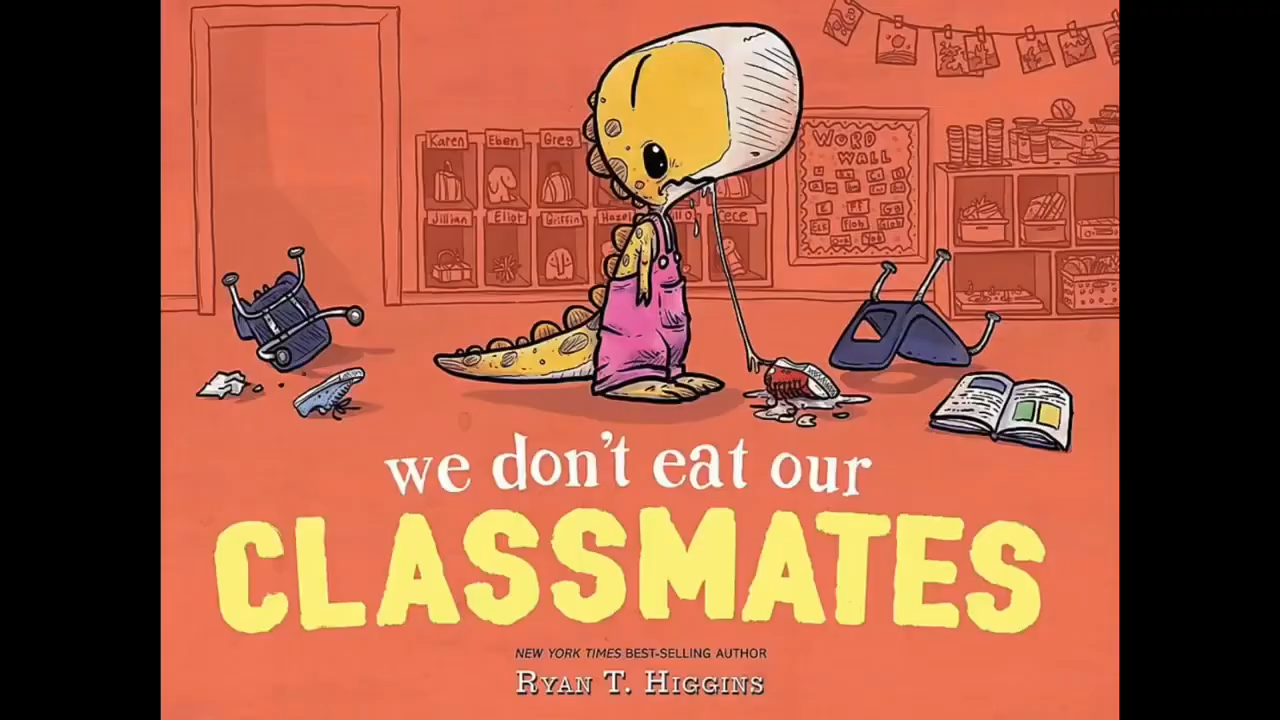 Karen Eben Greg
WORD
WALL
Jillian Eliot Griffin Hazel Cece
we don't eat our
CLASSMATES
NEW YORK TIMES BEST-SELLING AUTHOR
RYAN T. HIGGINS